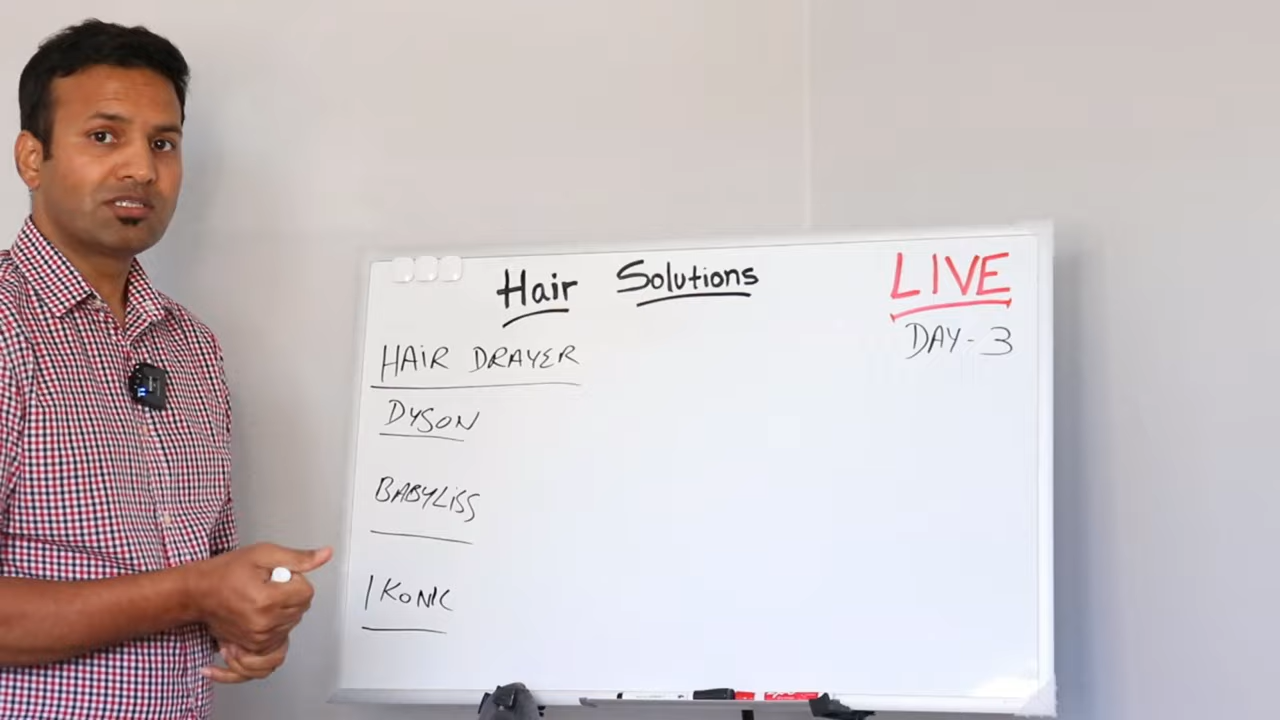 Hair Solutions
LIVE
DAY-3
HAIR DRAYER
DYSON
BABYLISS
IKONIC